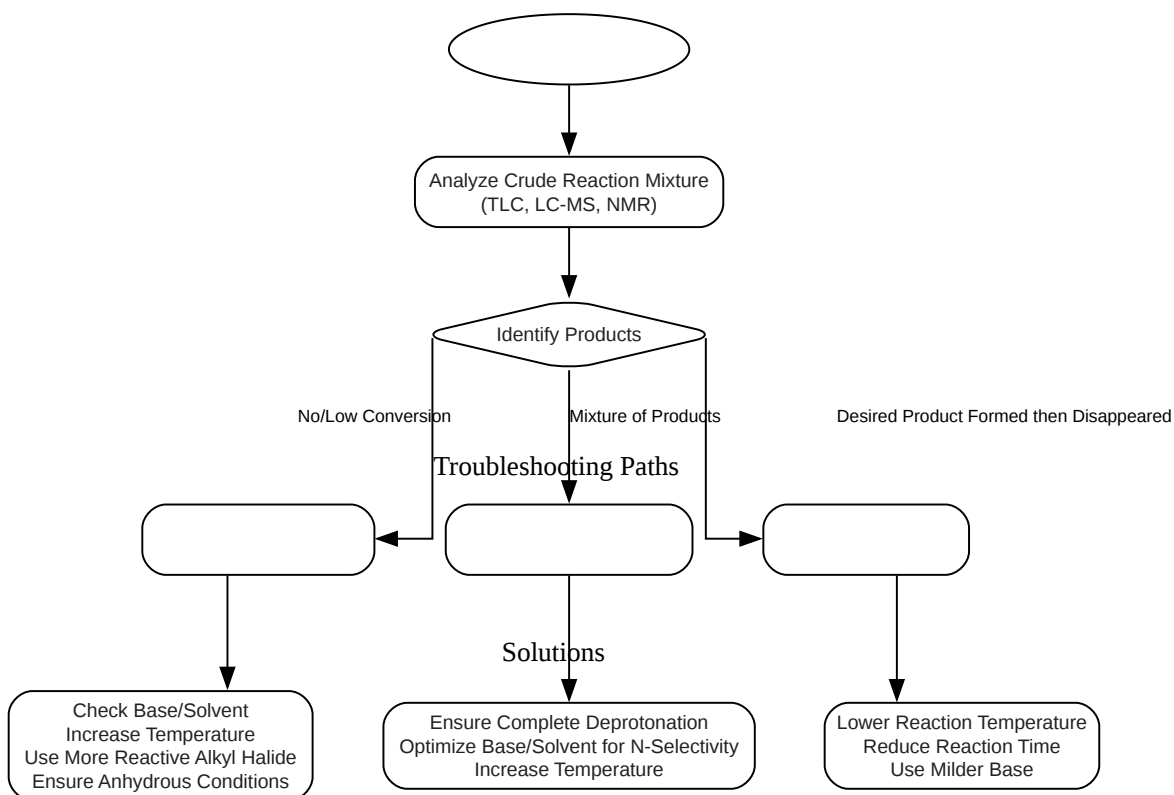 Analyze Crude Reaction Mixture
(TLC, LC-MS, NMR)
Identify Products
No/Low Conversion
Mixture of Products
Desired Product Formed then Disappeared
Troubleshooting Paths
Solutions
Check Base/Solvent
Increase Temperature
Use More Reactive Alkyl Halide
Ensure Anhydrous Conditions
Ensure Complete Deprotonation
Optimize Base/Solvent for N-Selectivity
Increase Temperature
Lower Reaction Temperature
Reduce Reaction Time
Use Milder Base